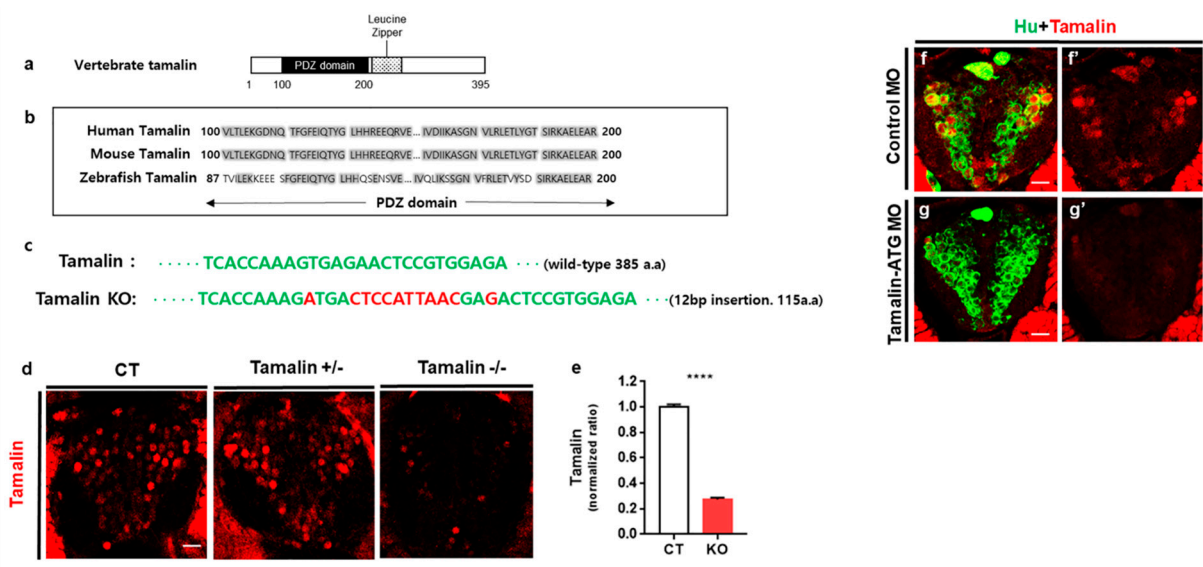 Leucine
Zipper
a Vertebrate tamalin PDZ domain
1 100 200 395
b
Human Tamalin 100 VLTLEKGDNQ TFGFEIQTYG LHHREEQRVE ... IVDIIKASGN VLRLETLYGT SIRKAELEAR 200
Mouse Tamalin 100 VLTLEKGDNQ TFGFEIQTYG LHHREEQRVE ... IVDIIKASGN VLRLETLYGT SIRKAELEAR 200
Zebrafish Tamalin 87 TVILEKKEEE SFGFEIQTYG LHHQSENSVE ... IVQLIKSSGN VFRLETVYSD SIRKAELEAR 200
PDZ domain
c
Tamalin : ····· TCACCAAAGTGAGAACTCCGTGGAGA ··· (wild-type 385 a.a)
Tamalin KO: ····· TCACCAAAGATGACTCCATTAACGAGACTCCGTGGAGA ··· (12bp insertion. 115a.a)
d CT Tamalin +/- Tamalin -/-
Tamalin
e
****
Tamalin
(normalized ratio)
1.2
1.0
0.8
0.6
0.4
0.2
0.0
CT KO
Hu+Tamalin
Control MO
f f'
Tamalin-ATG MO
g g'